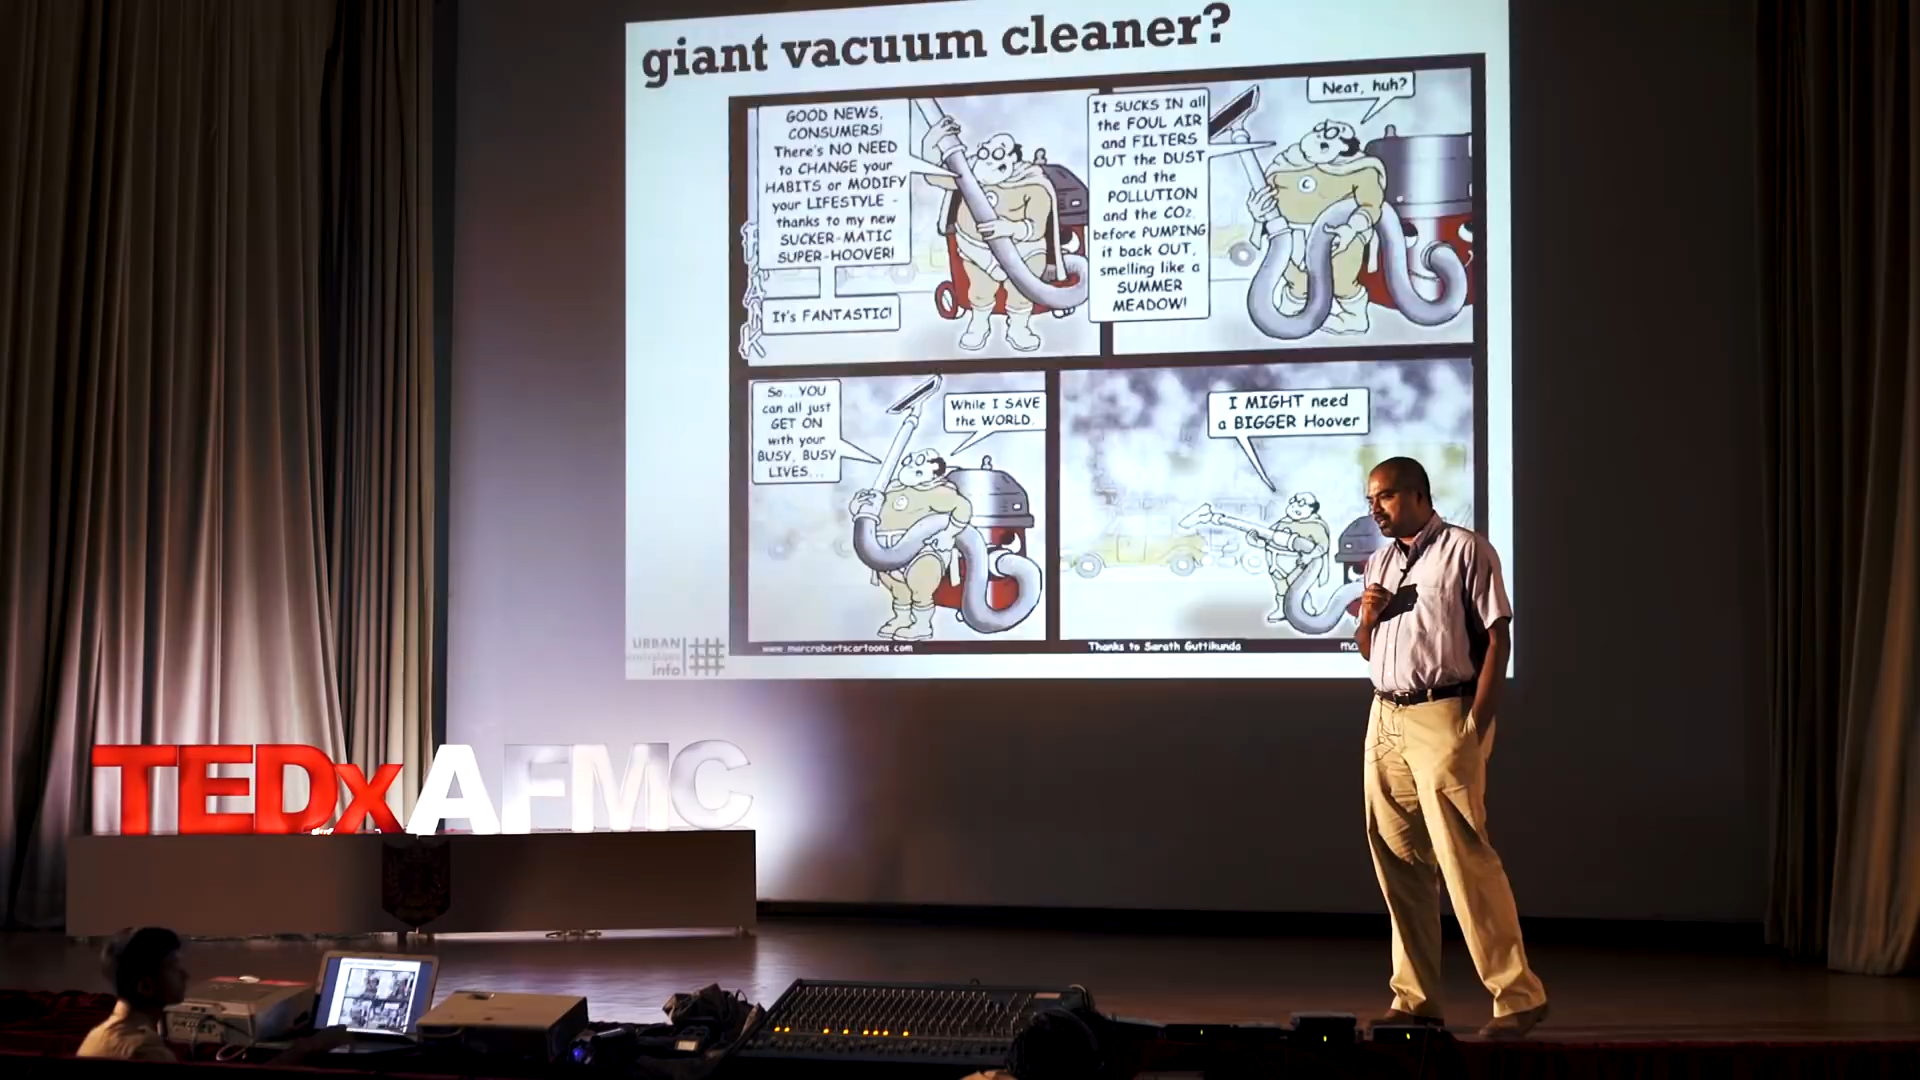 giant vacuum cleaner?
GOOD NEWS,
CONSUMERS!
There's NO NEED
to CHANGE your
HABITS or MODIFY
your LIFESTYLE -
thanks to my new
SUCKER-MATIC
SUPER-HOOVER!
It's FANTASTIC!
It SUCKS IN all
the FOUL AIR
and FILTERS
OUT the DUST
and the
POLLUTION
and the CO2,
before PUMPING
it back OUT,
smelling like a
SUMMER
MEADOW!
Neat, huh?
So...YOU
can all just
GET ON
with your
BUSY, BUSY
LIVES...
While I SAVE
the WORLD.
I MIGHT need
a BIGGER Hoover
www.marcrobertscartoons.com
Thanks to Sarath Guttikunda
URBAN
info
TEDxAFMC